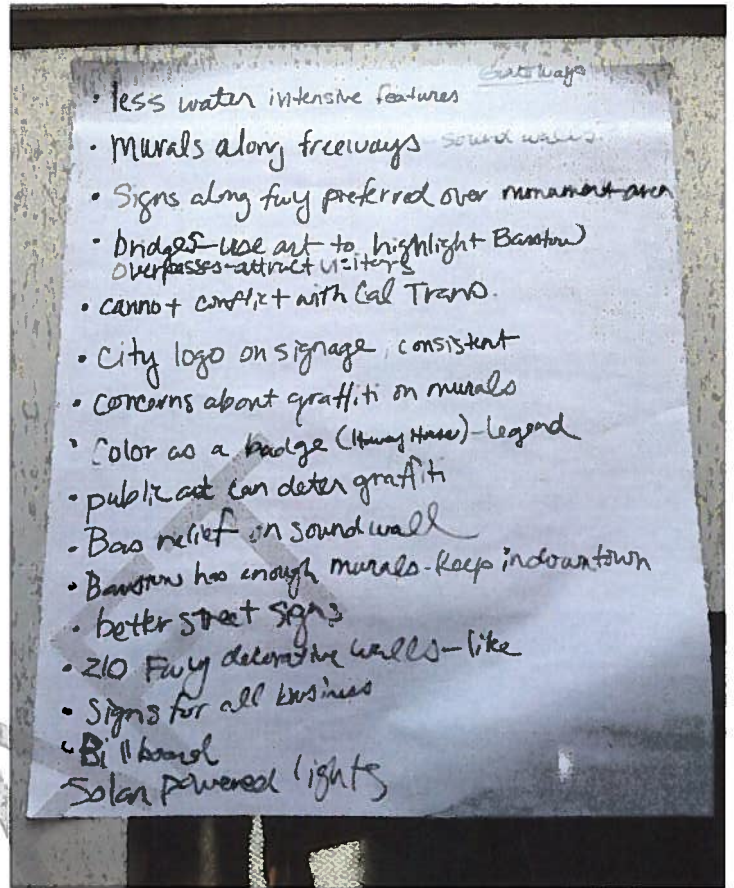 Gateways
• less water intensive features
• Murals along freeways sound walls
• Signs along fwy preferred over monament area
• bridges-use art to highlight Barstow
overpasses-attract visitors
• cannot conflict with Cal Trans.
• City logo on signage, consistent
• concerns about graffiti on murals
• Color as a badge (Harvey House)-legend
• public art can deter graffiti
• Bas relief in soundwall
• Barstow has enough murals-keep in downtown
• better street signs
• 210 Fwy decorative walls-like
• Signs for all business
• Billboard
Solar powered lights